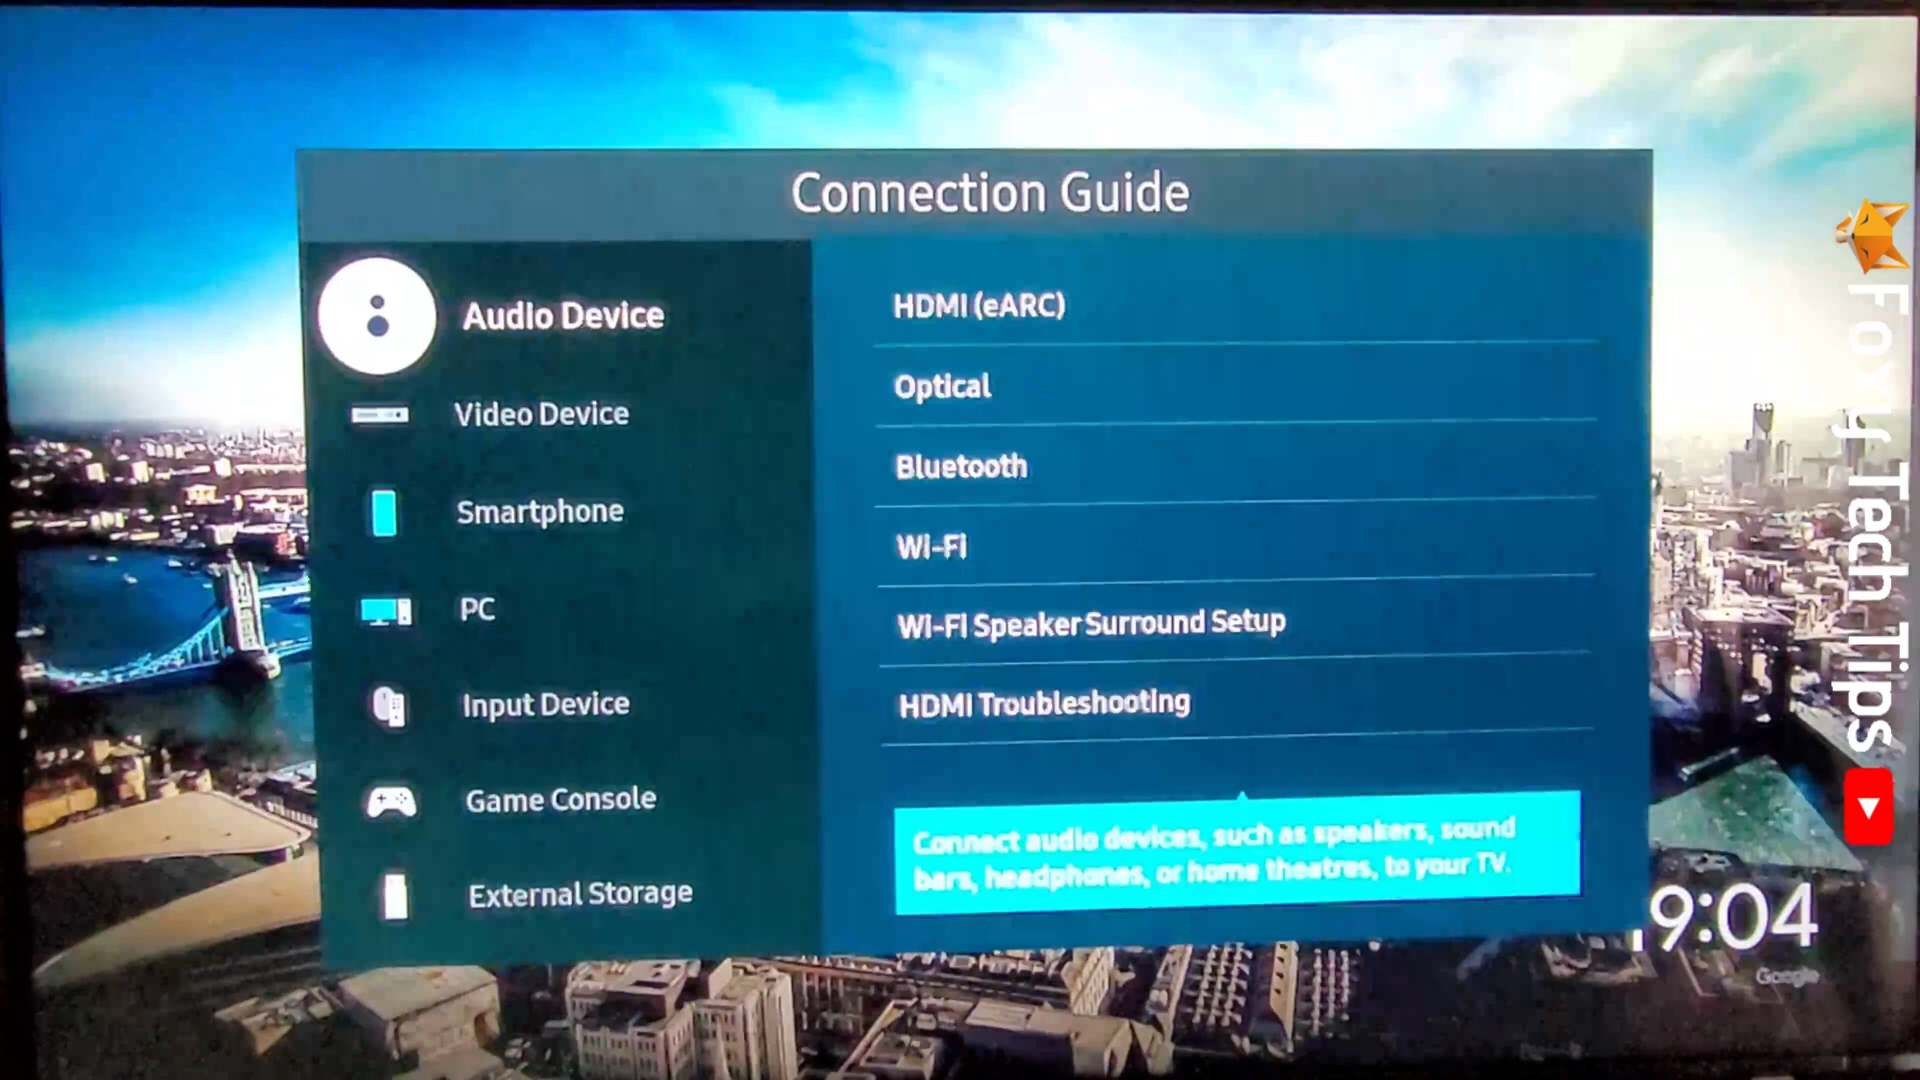 Connection Guide
Audio Device
Video Device
Smartphone
PC
Input Device
Game Console
External Storage
HDMI (eARC)
Optical
Bluetooth
Wi-Fi
Wi-Fi Speaker Surround Setup
HDMI Troubleshooting
Connect audio devices, such as speakers, sound
bars, headphones, or home theatres, to your TV.
19:04
Google
Foxy Tech Tips